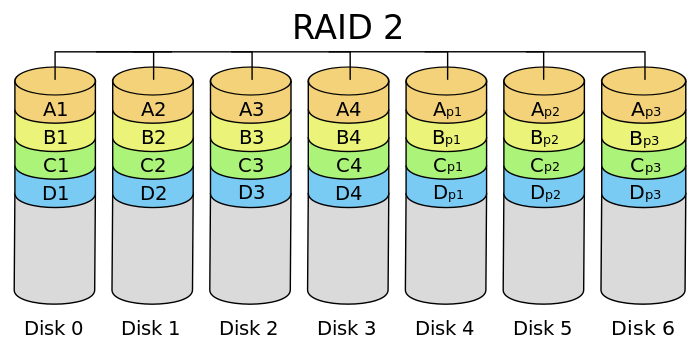 RAID 2
A1 A2 A3 A4 Ap1 Ap2 Ap3
B1 B2 B3 B4 Bp1 Bp2 Bp3
C1 C2 C3 C4 Cp1 Cp2 Cp3
D1 D2 D3 D4 Dp1 Dp2 Dp3
Disk 0 Disk 1 Disk 2 Disk 3 Disk 4 Disk 5 Disk 6